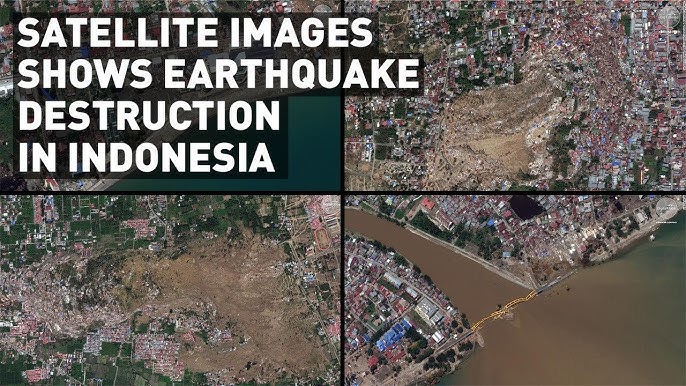 SATELLITE IMAGES
SHOWS EARTHQUAKE
DESTRUCTION
IN INDONESIA